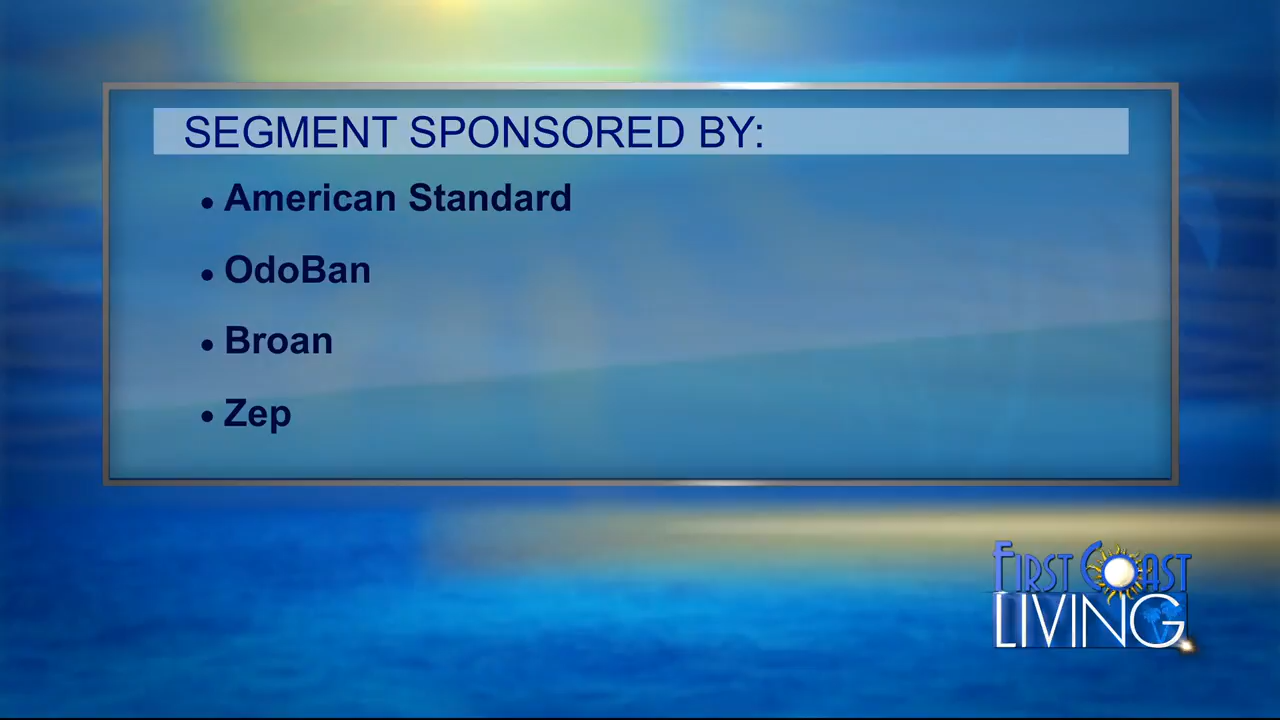 SEGMENT SPONSORED BY:
• American Standard
• OdoBan
• Broan
• Zep
FIRST COAST
LIVING